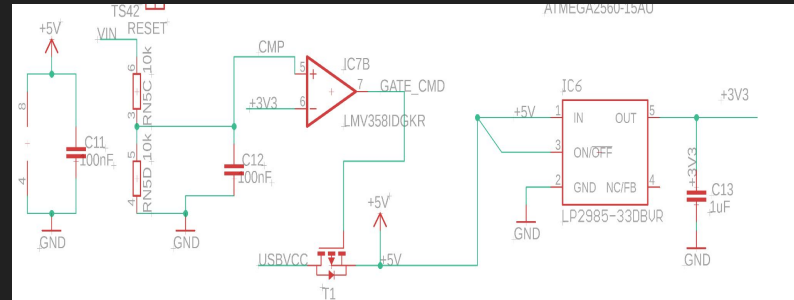 TS42
RESET
ATMEGA2560-15AU
+5V
VIN
8
4
C11
100nF
GND
6
RN5C 10k
3
5
RN5D 10k
4
GND
CMP
+3V3
C12
100nF
5
6
7
IC7B
GATE_CMD
LMV358IDGKR
+5V
USBVCC
+5V
T1
IC6
+5V
1
IN
OUT
5
3
ON/OFF
2
GND
NC/FB
4
LP2985-33DBVR
GND
+3V3
+3V3
C13
1uF
GND